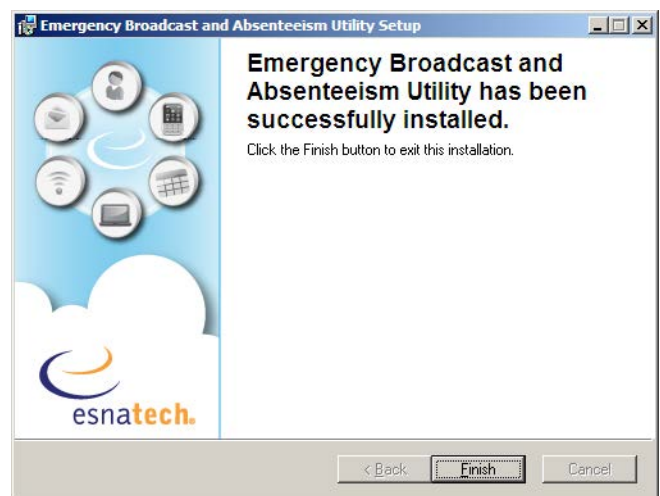 Emergency Broadcast and Absenteeism Utility Setup
Emergency Broadcast and
Absenteeism Utility has been
successfully installed.
Click the Finish button to exit this installation.
esnatech.
< Back
Finish
Cancel